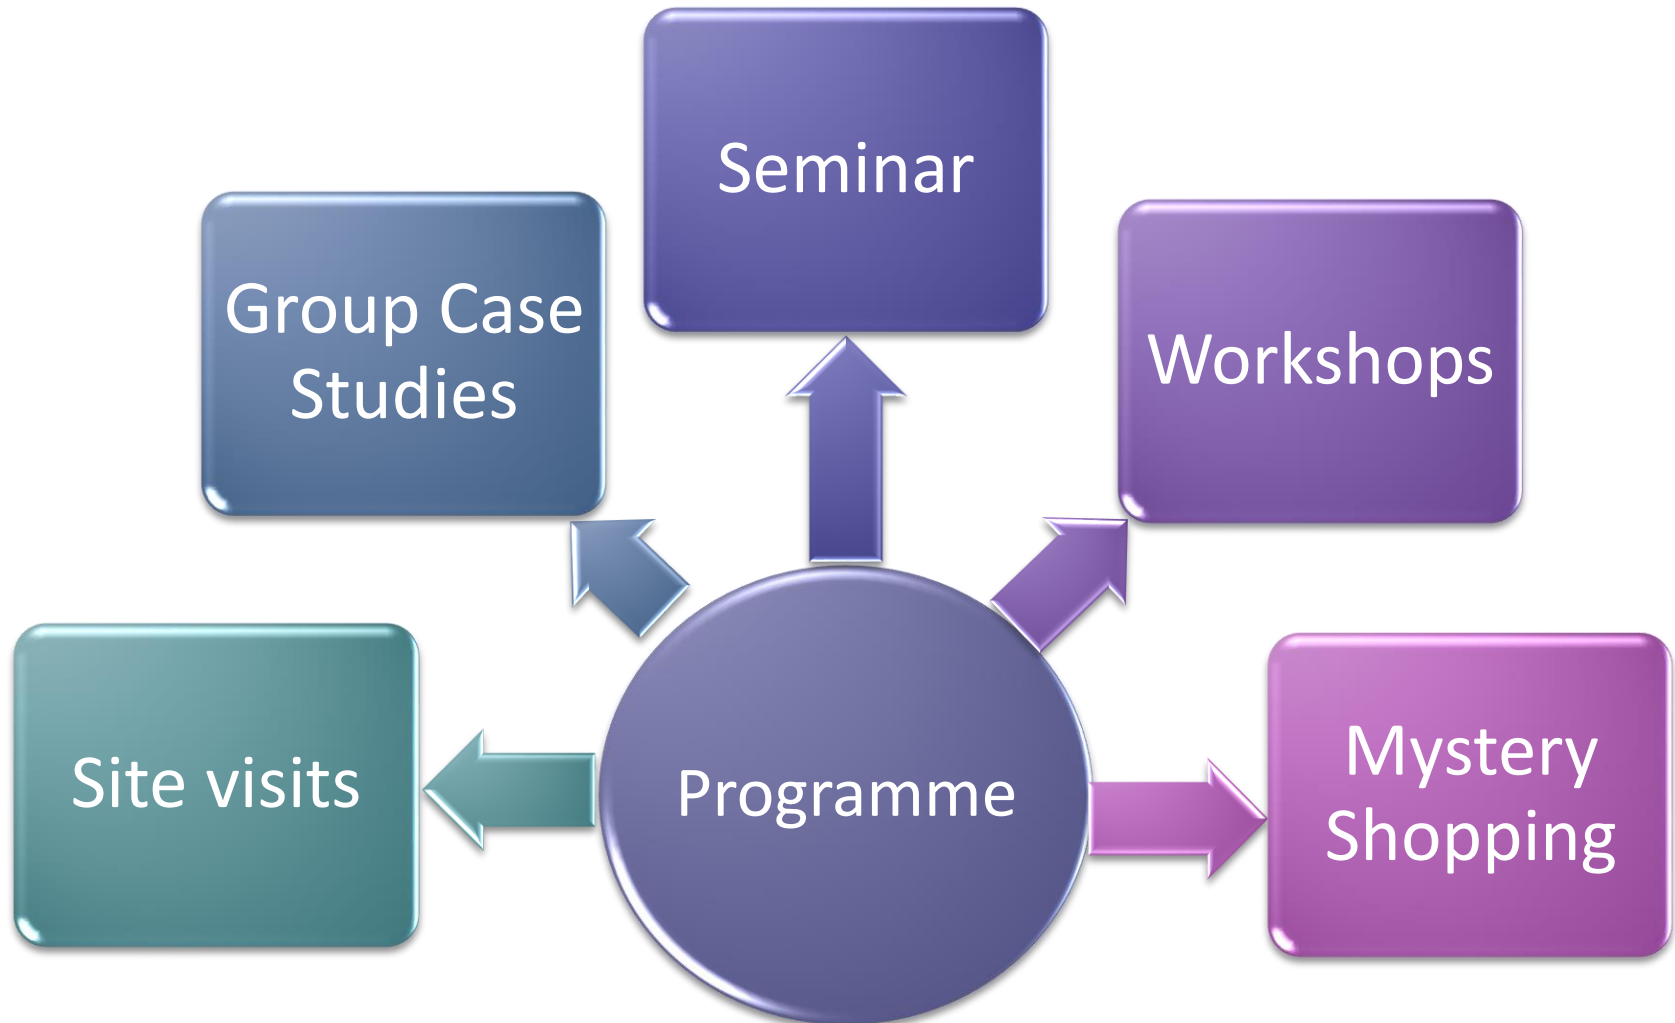 Seminar
Group Case
Studies
Workshops
Site visits
Programme
Mystery
Shopping